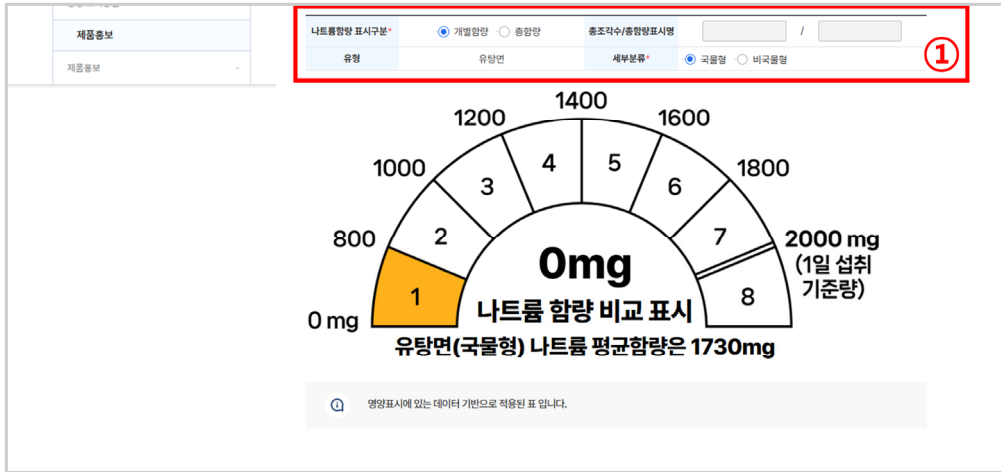 제품홍보
제품홍보 -
나트륨함량 표시구분* 개별함량 총함량 총조각수/총함량표시명 /
유형 유탕면 세부분류* 국물형 비국물형
①
1400
1200 1600
1000 1800
4 5
3 6
800 2 7 2000 mg
(1일 섭취
기준량)
0mg
1 8
나트륨 함량 비교 표시
0 mg
유탕면(국물형) 나트륨 평균함량은 1730mg
영양표시에 있는 데이터 기반으로 적용된 표 입니다.